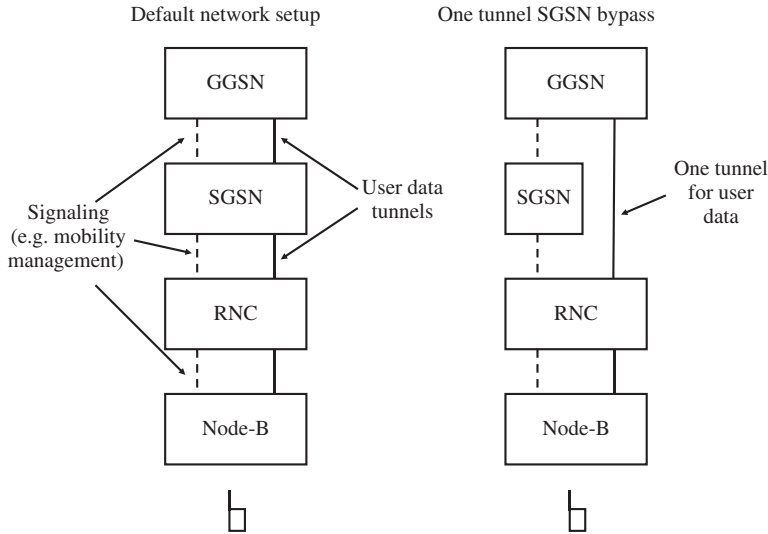 Default network setup
One tunnel SGSN bypass
GGSN
GGSN
SGSN
SGSN
User data
tunnels
One tunnel
for user
data
Signaling
(e.g. mobility
management)
RNC
RNC
Node-B
Node-B